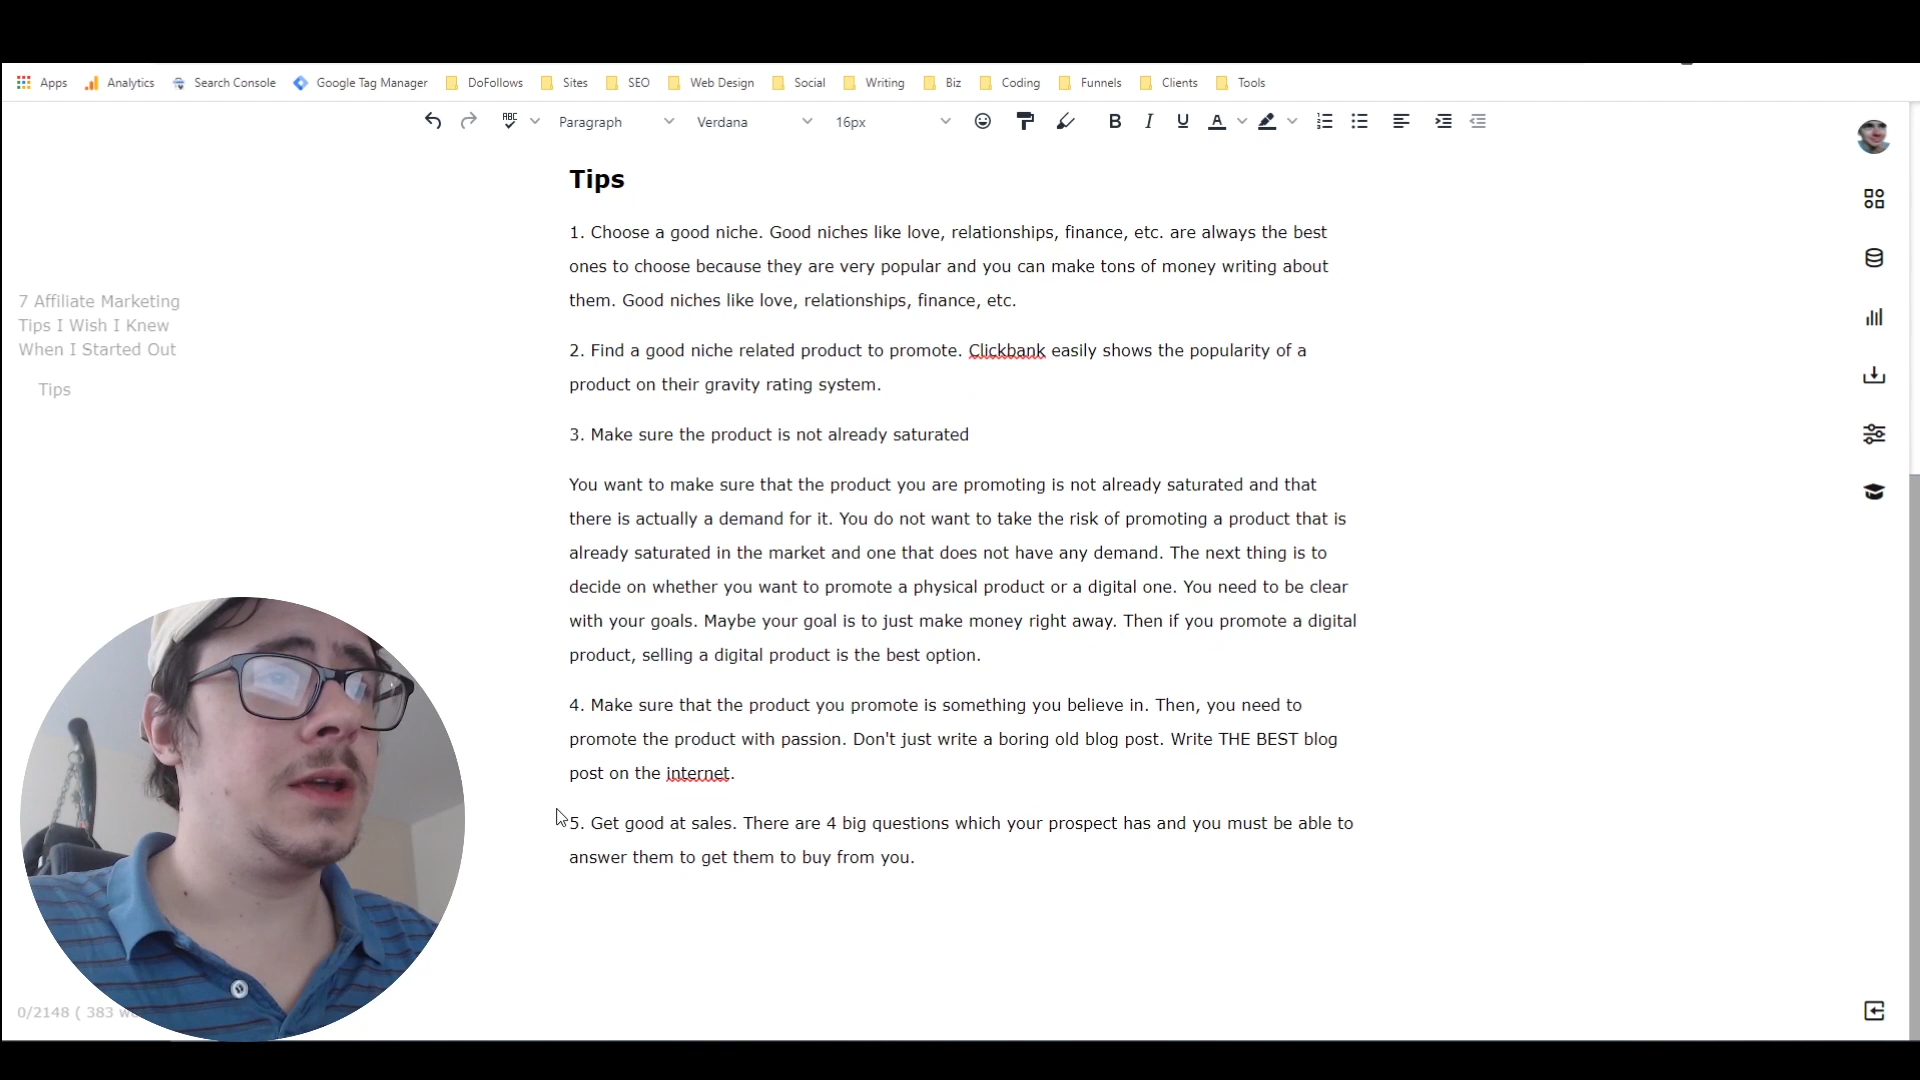 Apps Analytics Search Console Google Tag Manager DoFollows Sites SEO Web Design Social Writing Biz Coding Funnels Clients Tools
ABC Paragraph Verdana 16px B I U A
Tips
1. Choose a good niche. Good niches like love, relationships, finance, etc. are always the best
ones to choose because they are very popular and you can make tons of money writing about
them. Good niches like love, relationships, finance, etc.
2. Find a good niche related product to promote. Clickbank easily shows the popularity of a
product on their gravity rating system.
3. Make sure the product is not already saturated
You want to make sure that the product you are promoting is not already saturated and that
there is actually a demand for it. You do not want to take the risk of promoting a product that is
already saturated in the market and one that does not have any demand. The next thing is to
decide on whether you want to promote a physical product or a digital one. You need to be clear
with your goals. Maybe your goal is to just make money right away. Then if you promote a digital
product, selling a digital product is the best option.
4. Make sure that the product you promote is something you believe in. Then, you need to
promote the product with passion. Don't just write a boring old blog post. Write THE BEST blog
post on the internet.
5. Get good at sales. There are 4 big questions which your prospect has and you must be able to
answer them to get them to buy from you.
7 Affiliate Marketing
Tips I Wish I Knew
When I Started Out
Tips
0/2148 ( 383